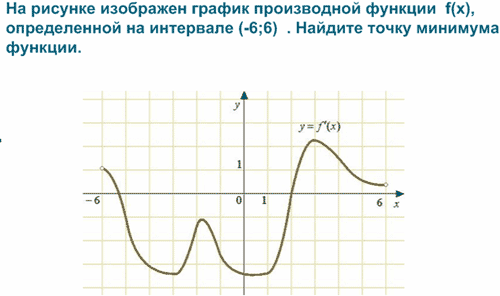 На рисунке изображен график производной функции f(x),
определенной на интервале (-6;6) . Найдите точку минимума
функции.
y
y = f'(x)
1
−6
0
1
6
x